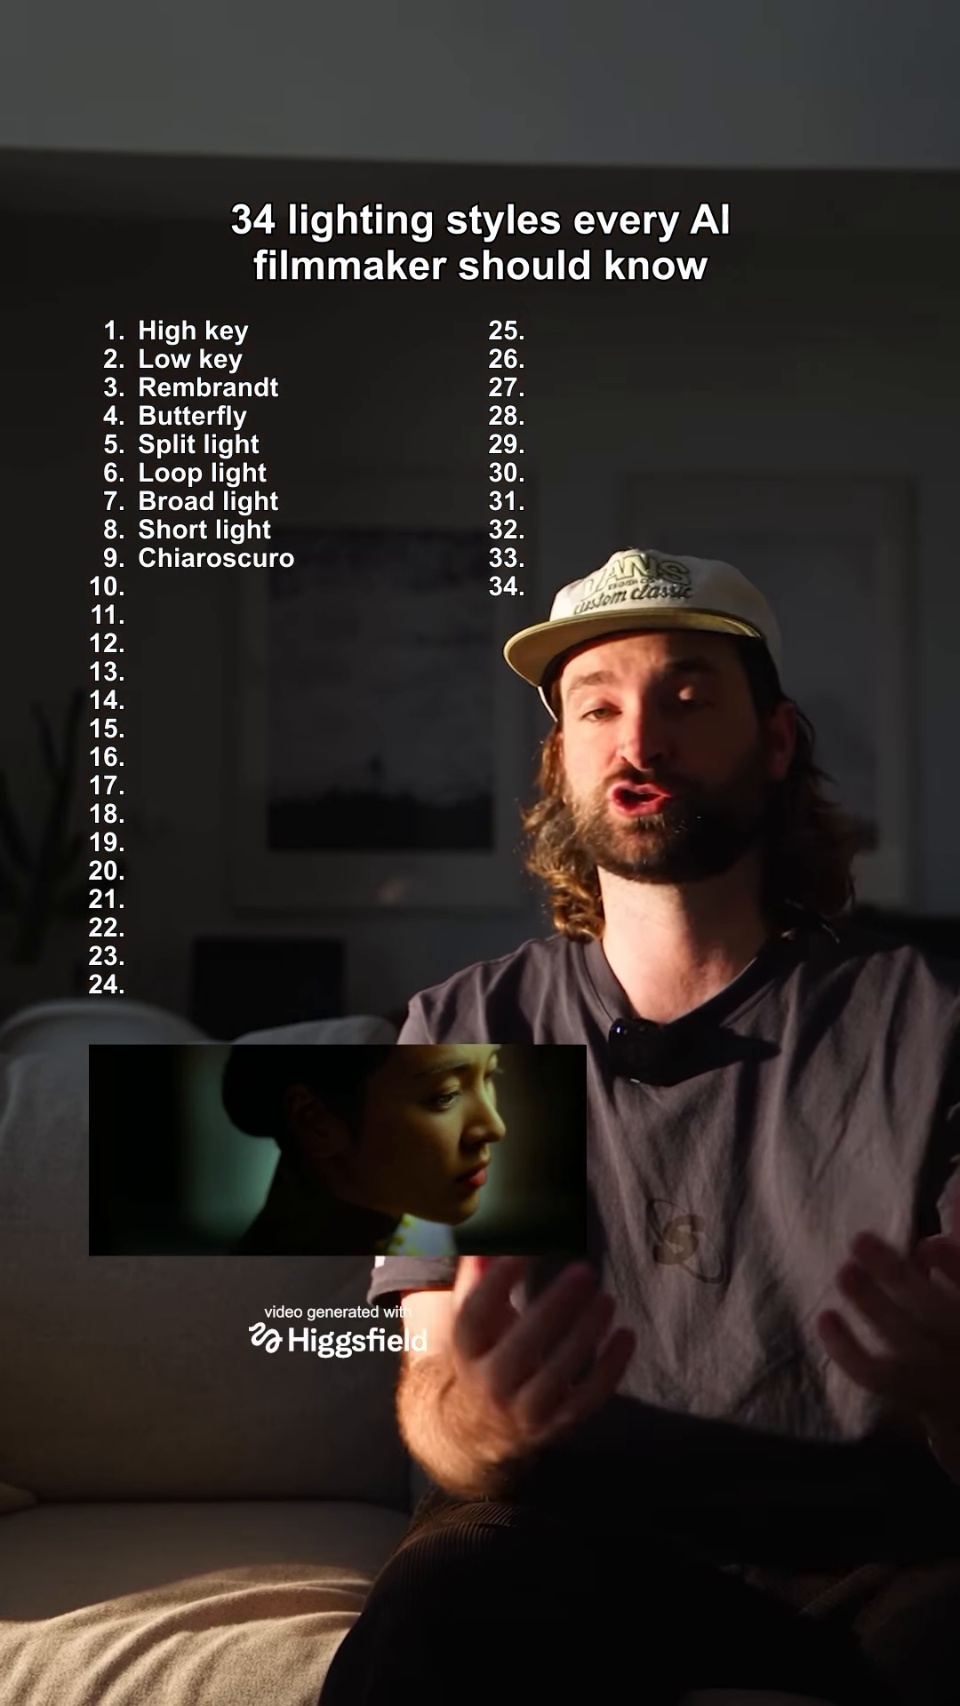 34 lighting styles every AI
filmmaker should know
1. High key
2. Low key
3. Rembrandt
4. Butterfly
5. Split light
6. Loop light
7. Broad light
8. Short light
9. Chiaroscuro
10.
11.
12.
13.
14.
15.
16.
17.
18.
19.
20.
21.
22.
23.
24.
25.
26.
27.
28.
29.
30.
31.
32.
33.
34.
VANS
custom classic
S
video generated with
Higgsfield